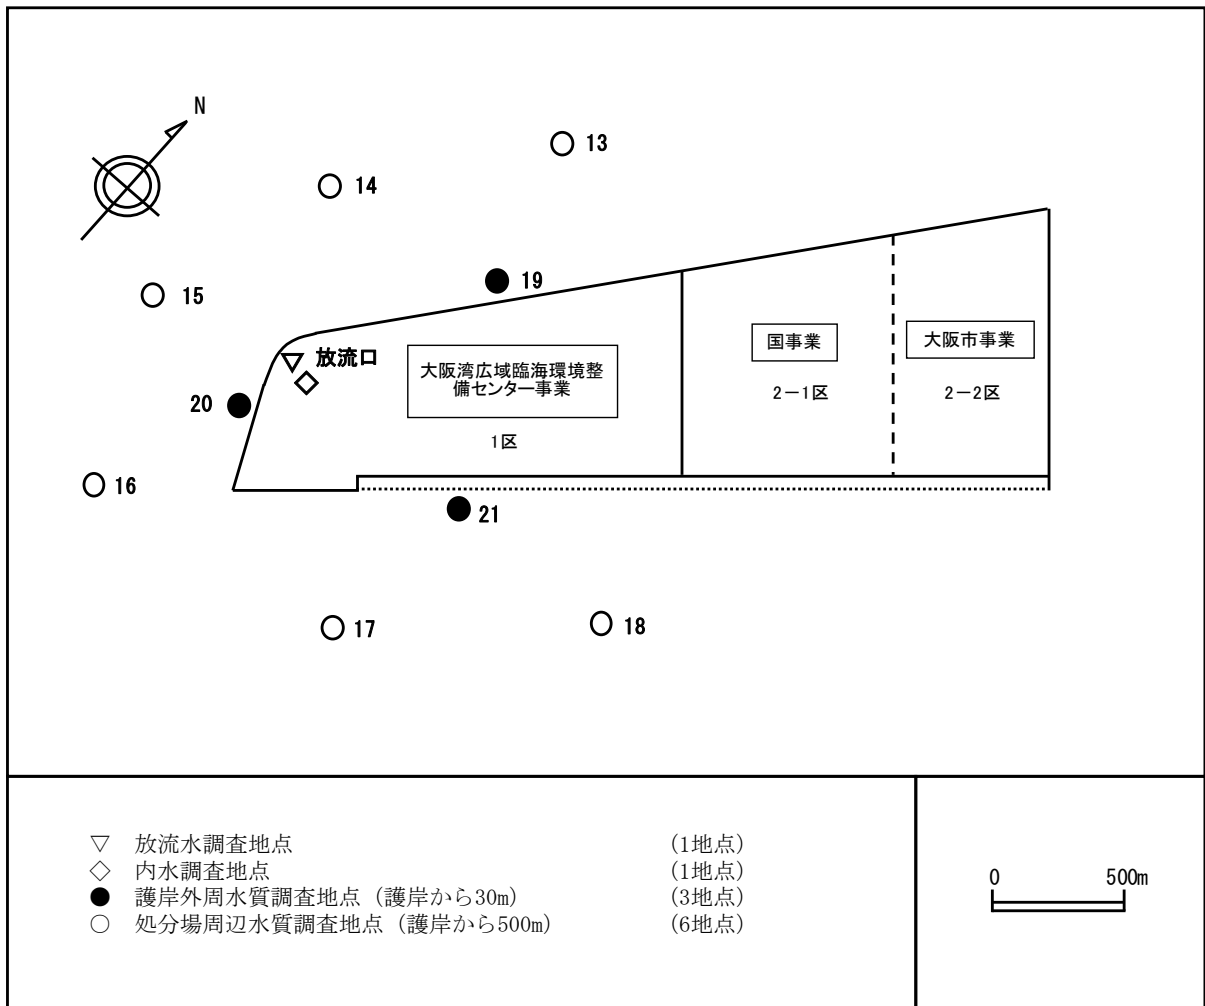 N
13
14
15
19
放流口
大阪湾広域臨海環境整
備センター事業
1区
国事業
2－1区
大阪市事業
2－2区
20
16
21
17
18
▽ 放流水調査地点 (1地点)
◇ 内水調査地点 (1地点)
● 護岸外周水質調査地点（護岸から30m） (3地点)
○ 処分場周辺水質調査地点（護岸から500m） (6地点)
0 500m